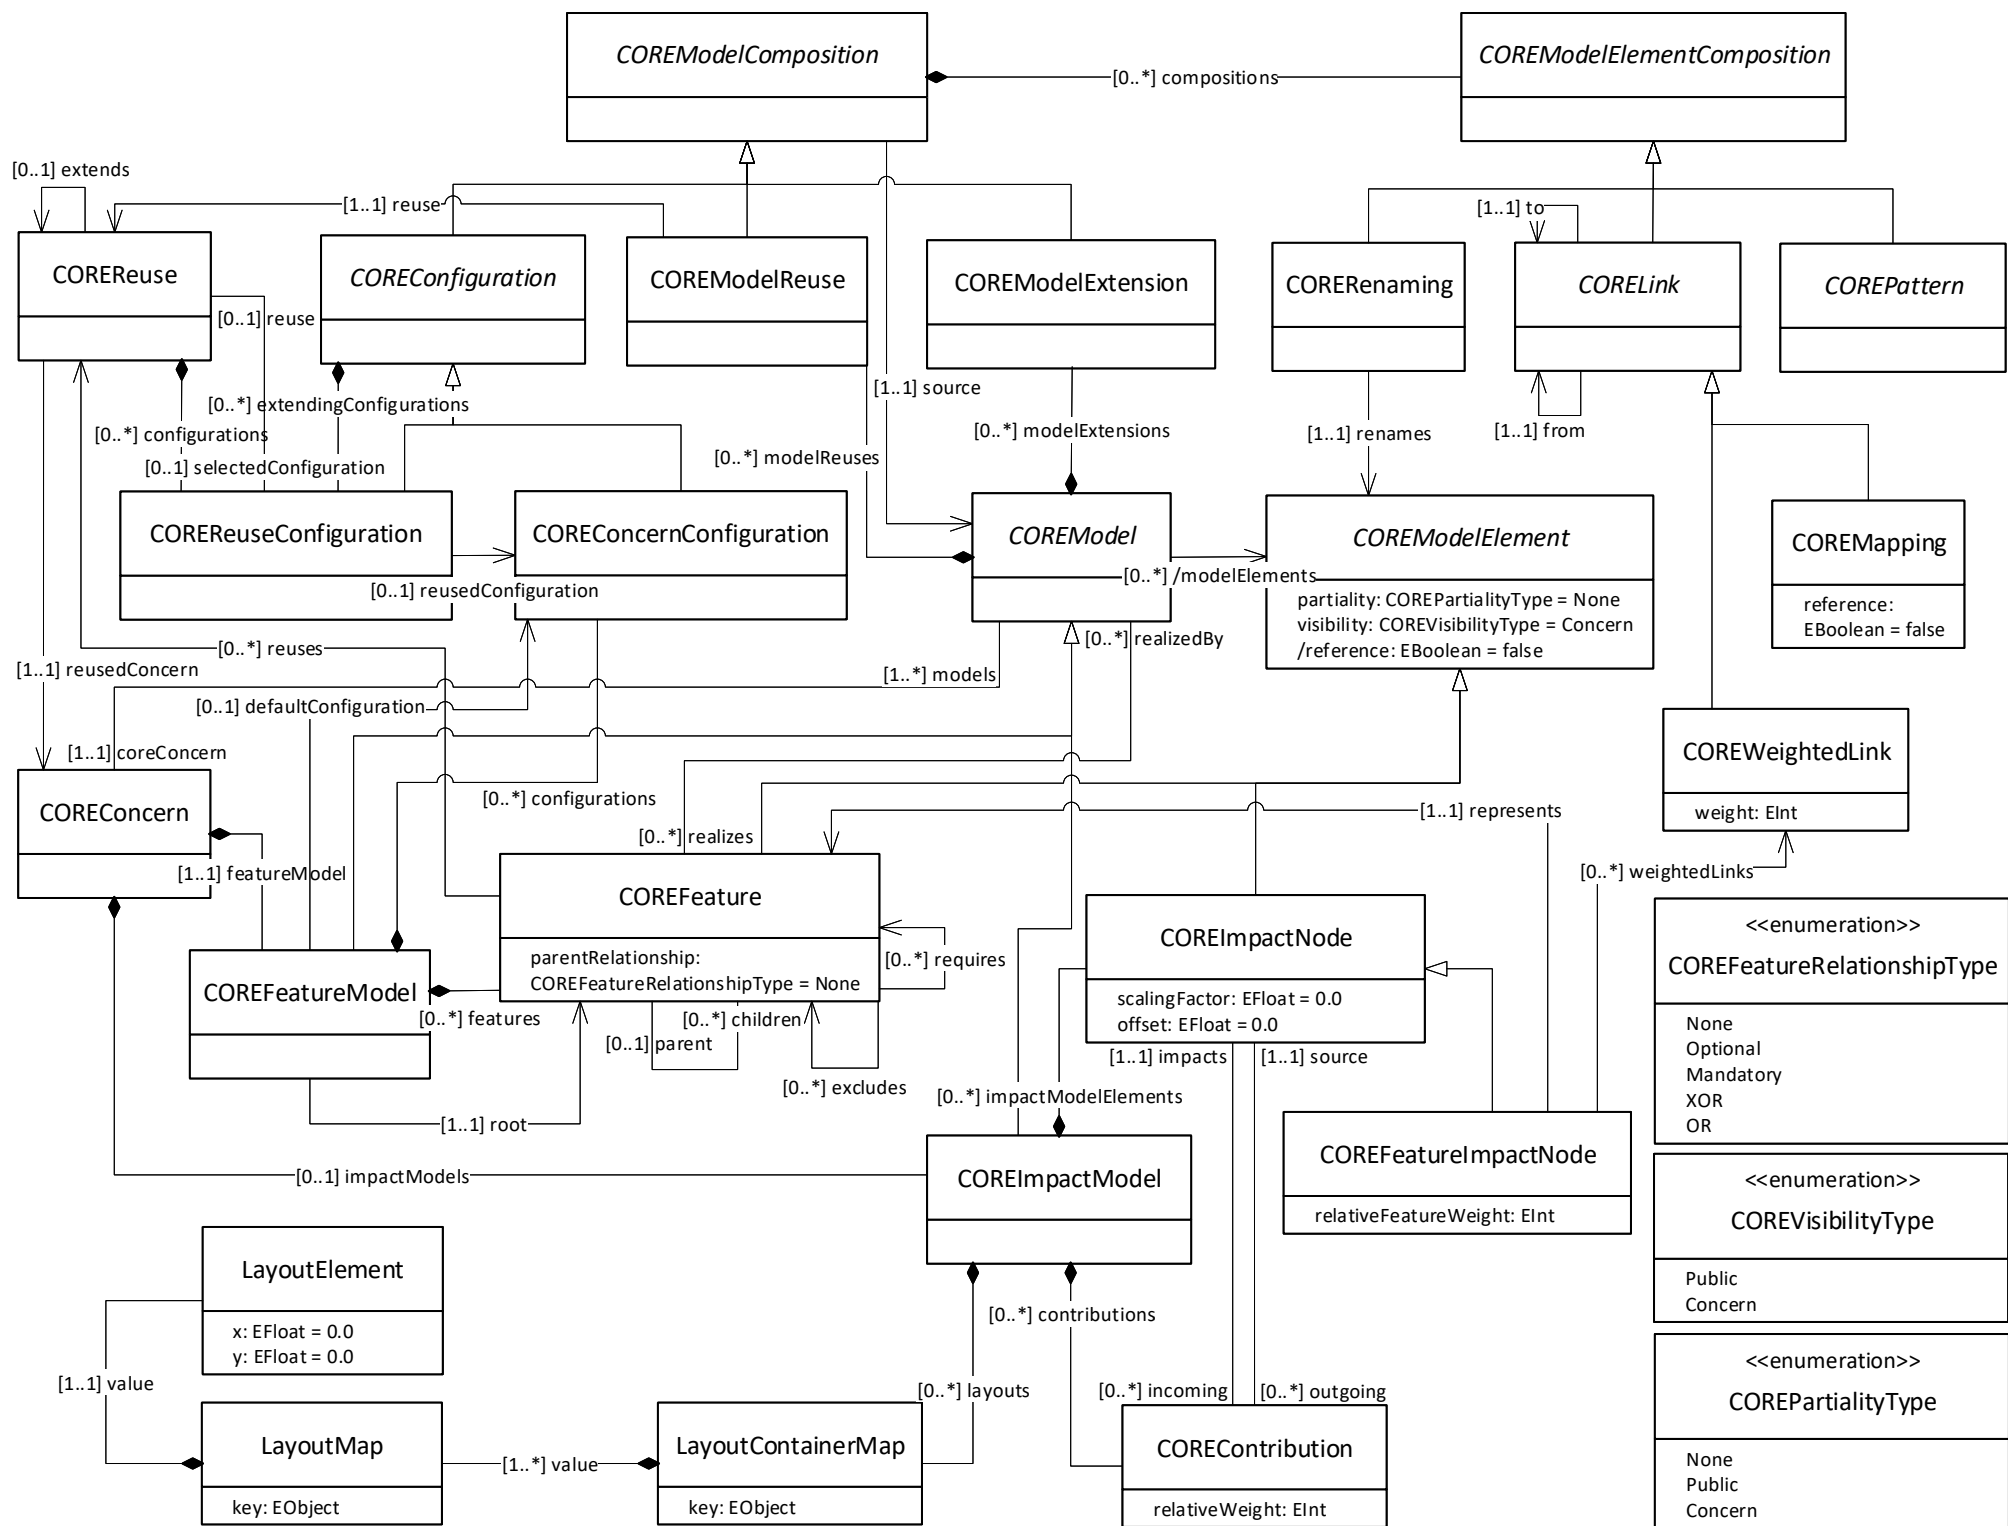 COREModelComposition
[0..*] compositions
COREModelElementComposition
[0..1] extends
[1..1] reuse
[1..1] to
COREReuse
COREConfiguration
COREModelReuse
COREModelExtension
CORERenaming
CORELink
COREPattern
[0..1] reuse
[1..1] source
[0..*] extendingConfigurations
[0..*] configurations
[0..*] modelExtensions
[1..1] renames
[1..1] from
[0..1] selectedConfiguration
[0..*] modelReuses
COREReuseConfiguration
COREConcernConfiguration
COREModel
COREModelElement
COREMapping
[0..*] /modelElements
[0..1] reusedConfiguration
partiality: COREPartialityType = None
visibility: COREVisibilityType = Concern
/reference: EBoolean = false
reference:
EBoolean = false
[0..*] reuses
[0..*] realizedBy
[1..1] reusedConcern
[1..*] models
[0..1] defaultConfiguration
[1..1] coreConcern
COREWeightedLink
weight: EInt
[0..*] configurations
COREConcern
[0..*] realizes
[1..1] represents
[1..1] featureModel
[0..*] weightedLinks
COREFeature
parentRelationship:
COREFeatureRelationshipType = None
[0..*] requires
COREImpactNode
scalingFactor: EFloat = 0.0
offset: EFloat = 0.0
<<enumeration>>
COREFeatureRelationshipType
None
Optional
Mandatory
XOR
OR
COREFeatureModel
[0..*] features
[0..*] children
[0..1] parent
[0..*] excludes
[1..1] impacts
[1..1] source
[0..*] impactModelElements
[1..1] root
COREFeatureImpactNode
relativeFeatureWeight: EInt
[0..1] impactModels
COREImpactModel
<<enumeration>>
COREVisibilityType
Public
Concern
LayoutElement
x: EFloat = 0.0
y: EFloat = 0.0
[0..*] contributions
<<enumeration>>
COREPartialityType
None
Public
Concern
[1..1] value
[0..*] layouts
[0..*] incoming
[0..*] outgoing
LayoutMap
key: EObject
[1..*] value
LayoutContainerMap
key: EObject
COREContribution
relativeWeight: EInt